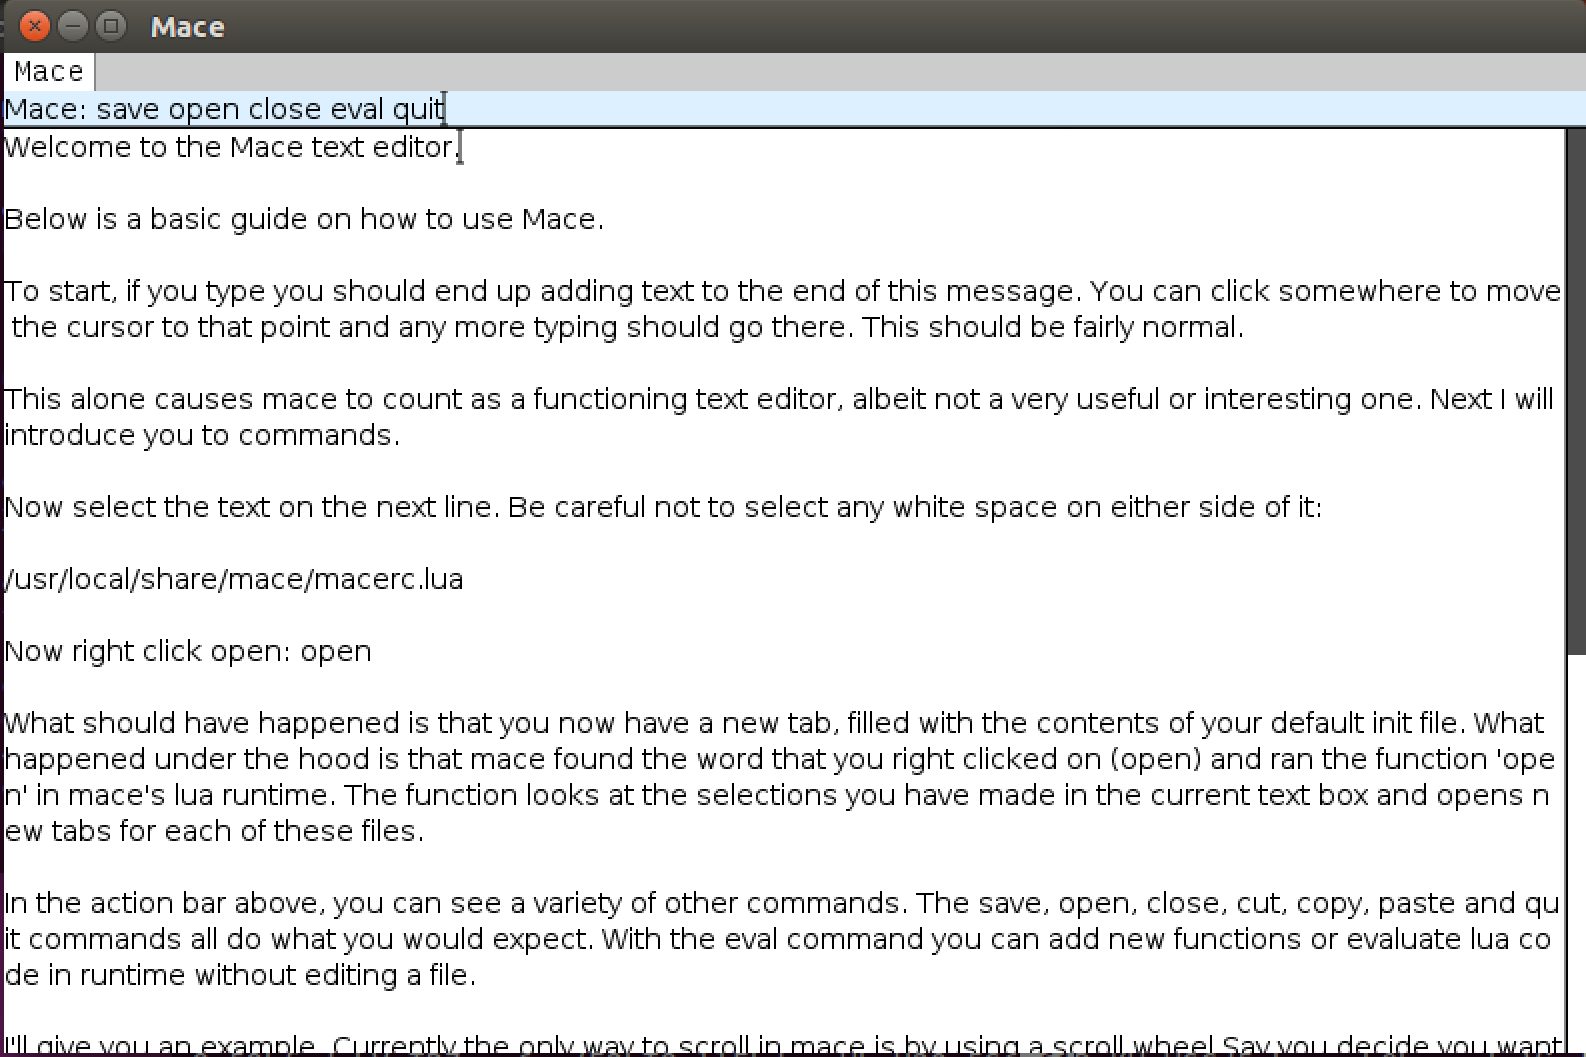 Mace
Mace
Mace: save open close eval quit
Welcome to the Mace text editor.
Below is a basic guide on how to use Mace.
To start, if you type you should end up adding text to the end of this message. You can click somewhere to move
the cursor to that point and any more typing should go there. This should be fairly normal.
This alone causes mace to count as a functioning text editor, albeit not a very useful or interesting one. Next I will
introduce you to commands.
Now select the text on the next line. Be careful not to select any white space on either side of it:
/usr/local/share/mace/macerc.lua
Now right click open: open
What should have happened is that you now have a new tab, filled with the contents of your default init file. What
happened under the hood is that mace found the word that you right clicked on (open) and ran the function 'ope
n' in mace's lua runtime. The function looks at the selections you have made in the current text box and opens n
ew tabs for each of these files.
In the action bar above, you can see a variety of other commands. The save, open, close, cut, copy, paste and qu
it commands all do what you would expect. With the eval command you can add new functions or evaluate lua co
de in runtime without editing a file.
I'll give you an example. Currently the only way to scroll in mace is by using a scroll wheel Say you decide you want